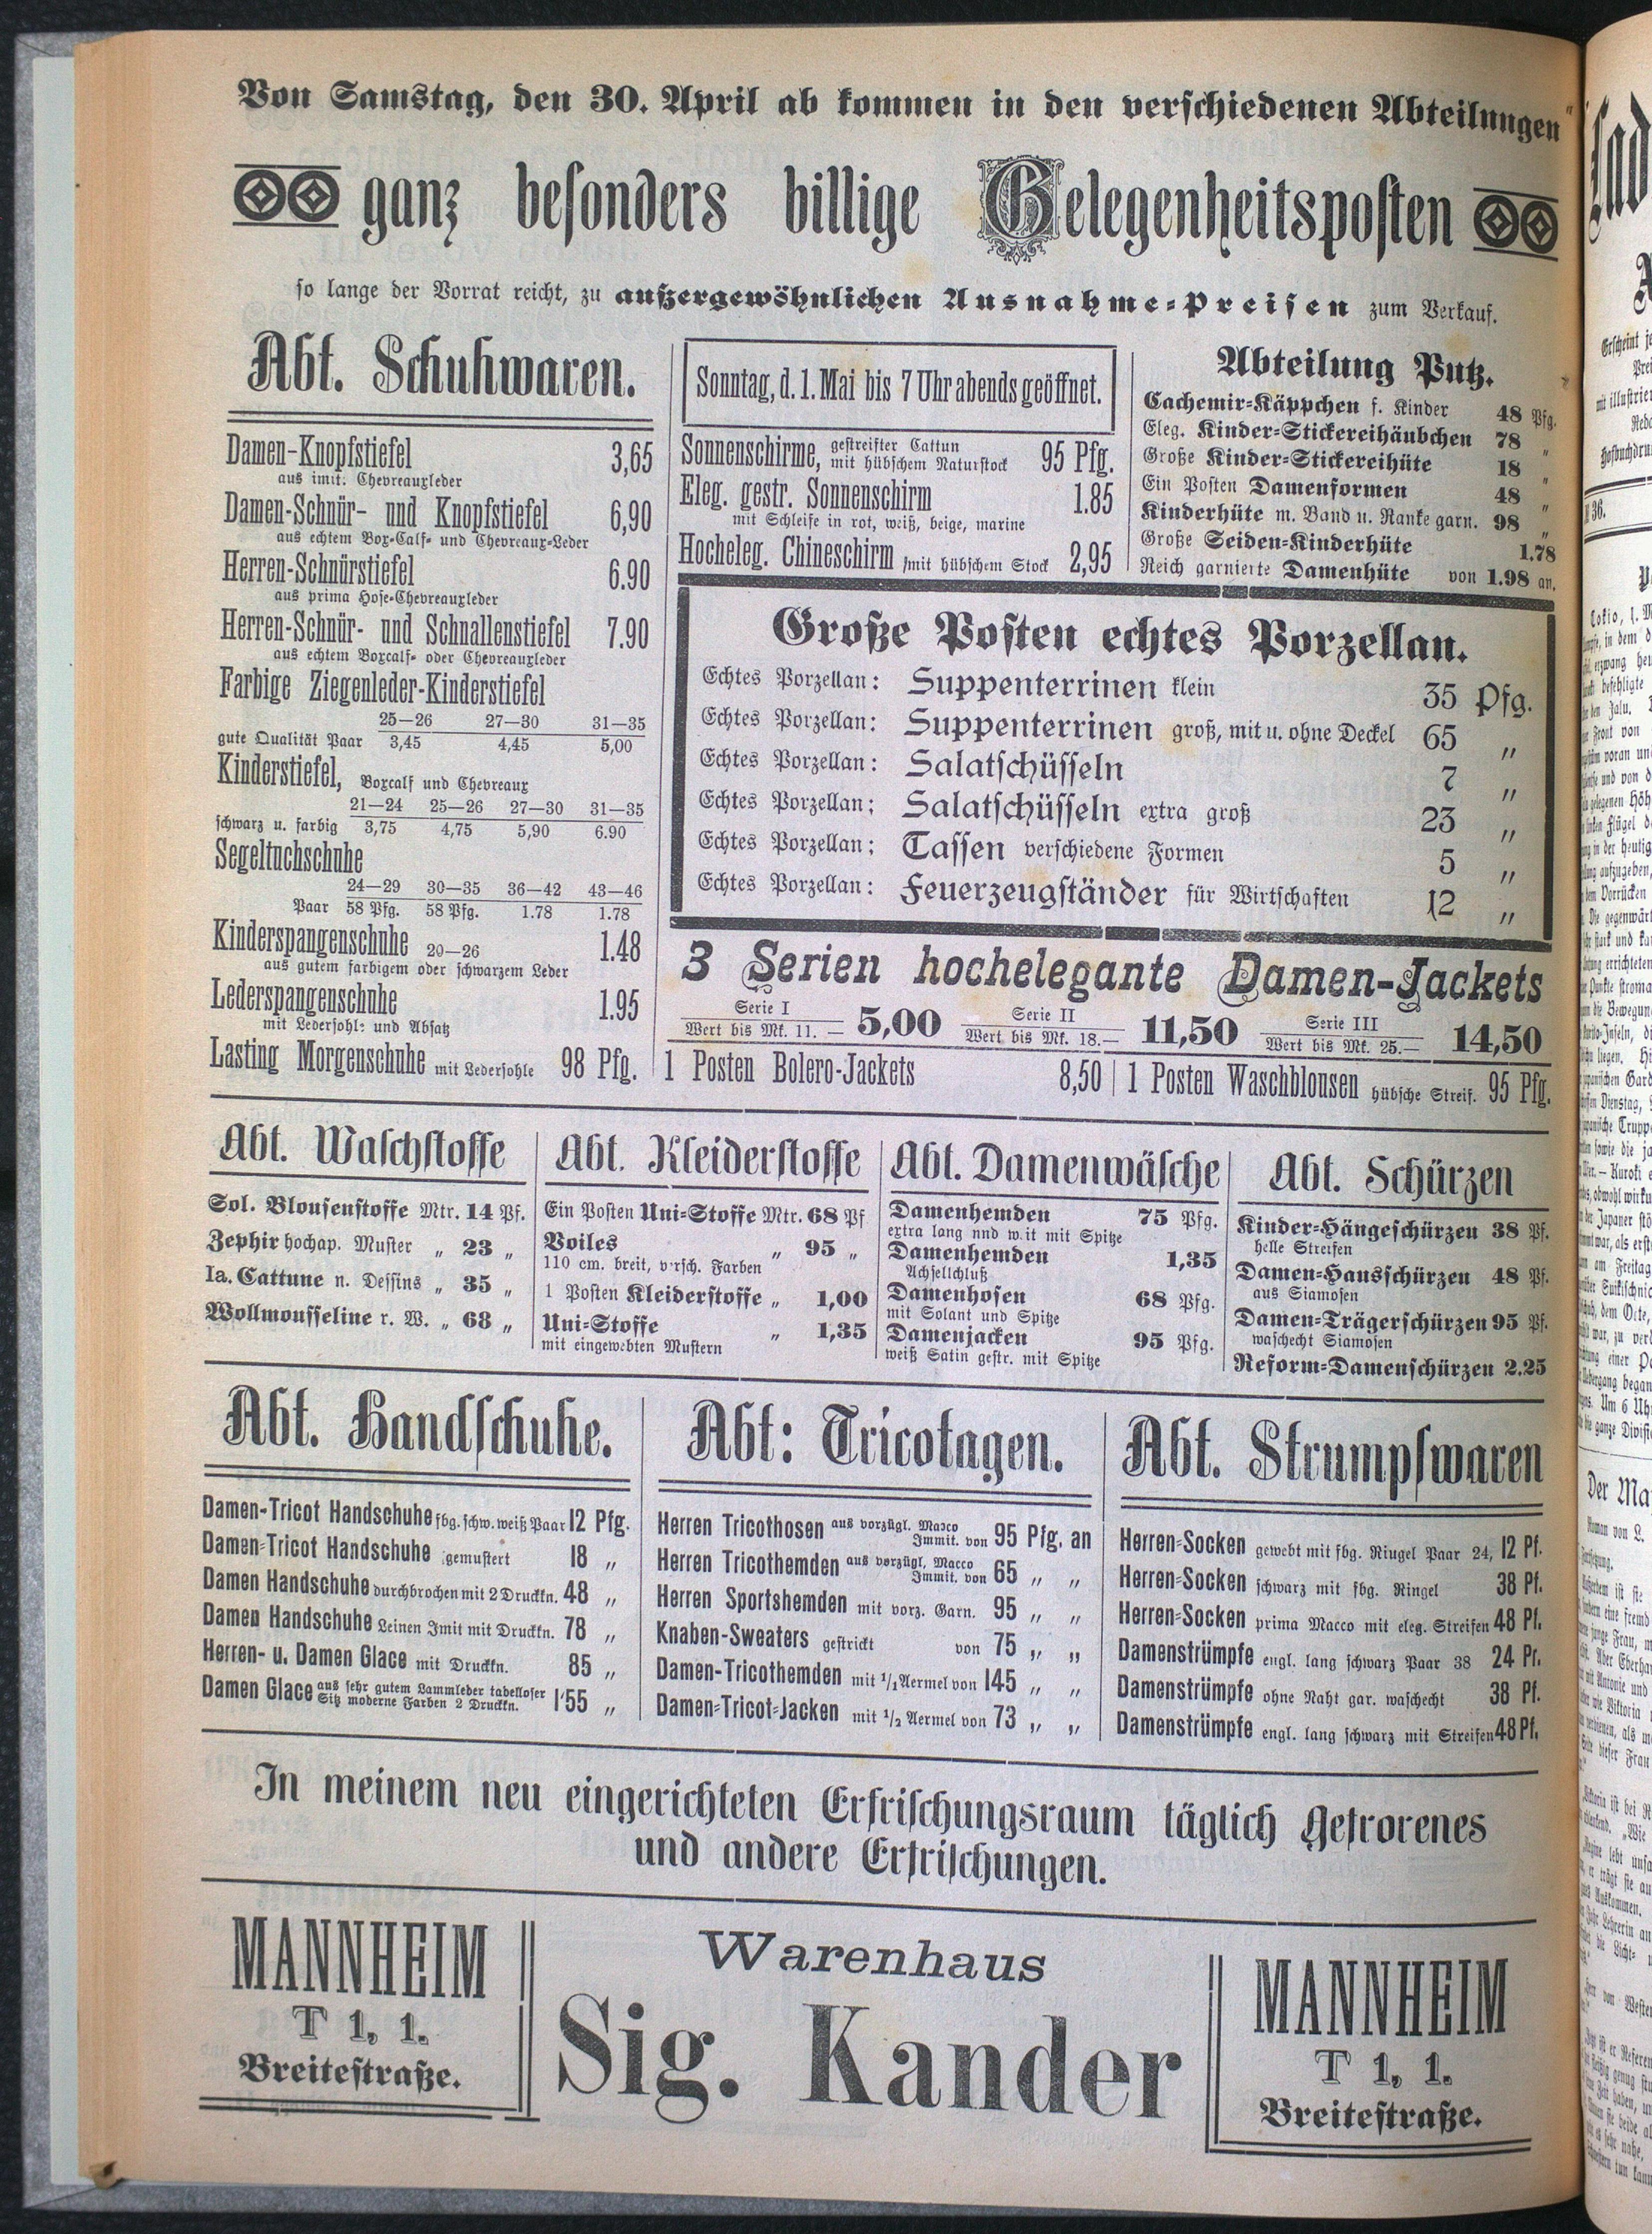 Von Samstag, den 30. April ab kommen in den verschiedenen Abteilungen
ganz besonders billige Gelegenheitsposten
so lange der Vorrat reicht, zu außergewöhnlichen Ausnahme-Preisen zum Verkauf.
Abt. Schuhwaren.
Damen-Knopfstiefel 3,65
aus imit. Chevreauxleder
Damen-Schnür- und Knopfstiefel 6,90
aus echtem Box-Calf- und Chevreaux-Leder
Herren-Schnürstiefel 6.90
aus prima Hose-Chevreauxleder
Herren-Schnür- und Schnallenstiefel 7.90
aus echtem Boxcalf- oder Chevreauxleder
Farbige Ziegenleder-Kinderstiefel
25—26 27—30 31—35
gute Qualität Paar 3,45 4,45 5,00
Kinderstiefel, Boxcalf und Chevreaux
21—24 25—26 27—30 31—35
schwarz u. farbig 3,75 4,75 5,90 6.90
Segeltuchschuhe
24—29 30—35 36—42 43—46
Paar 58 Pfg. 58 Pfg. 1.78 1.78
Kinderspangenschuhe 20—26 1.48
aus gutem farbigem oder schwarzem Leder
Lederspangenschuhe 1.95
mit Ledersohl- und Absatz
Lasting Morgenschuhe mit Ledersohle 98 Pfg.
Sonntag, d. 1. Mai bis 7 Uhr abends geöffnet.
Sonnenschirme, gestreifter Cattun
mit hübschem Naturstock 95 Pfg.
Eleg. gestr. Sonnenschirm 1.85
mit Schleife in rot, weiß, beige, marine
Hocheleg. Chineschirm mit hübschem Stock 2,95
Abteilung Putz.
Cachemir-Käppchen f. Kinder 48 Pfg.
Eleg. Kinder-Stickereihäubchen 78 "
Große Kinder-Stickereihüte 18 "
Ein Posten Damenformen 48 "
Kinderhüte m. Band u. Ranke garn. 98 "
Große Seiden-Kinderhüte 1.78
Reich garnierte Damenhüte von 1.98 an.
Große Posten echtes Porzellan.
Echtes Porzellan: Suppenterrinen klein 35 Pfg.
Echtes Porzellan: Suppenterrinen groß, mit u. ohne Deckel 65 "
Echtes Porzellan: Salatschüsseln 7 "
Echtes Porzellan: Salatschüsseln extra groß 23 "
Echtes Porzellan: Tassen verschiedene Formen 5 "
Echtes Porzellan: Feuerzeugständer für Wirtschaften 12 "
3 Serien hochelegante Damen-Jackets
Serie I Serie II Serie III
Wert bis Mk. 11. — 5,00 Wert bis Mk. 18.— 11,50 Wert bis Mk. 25.— 14,50
1 Posten Bolero-Jackets 8,50 1 Posten Waschblousen hübsche Streif. 95 Pfg.
Abt. Waschstoffe
Sol. Blousenstoffe Mtr. 14 Pf.
Zephir hochap. Muster „ 23 „
Ia. Cattune n. Dessins „ 35 „
Wollmousseline r. W. „ 68 „
Abt. Kleiderstoffe
Ein Posten Uni-Stoffe Mtr. 68 Pf
Voiles „ 95 „
110 cm. breit, v rsch. Farben
1 Posten Kleiderstoffe „ 1,00
Uni-Stoffe „ 1,35
mit eingewebten Mustern
Abt. Damenwäsche
Damenhemden 75 Pfg.
extra lang nnd w.it mit Spitze
Damenhemden 1,35
Achsellchluß
Damenhosen 68 Pfg.
mit Solant und Spitze
Damenjacken 95 Pfg.
weiß Satin gestr. mit Spitze
Abt. Schürzen
Kinder-Hängeschürzen 38 Pf.
helle Streifen
Damen-Hausschürzen 48 Pf.
aus Siamosen
Damen-Trägerschürzen 95 Pf.
waschecht Siamosen
Reform-Damenschürzen 2.25
Abt. Handschuhe.
Damen-Tricot Handschuhe fbg. schw. weiß Paar 12 Pfg.
Damen-Tricot Handschuhe gemustert 18 „
Damen Handschuhe durchbrochen mit 2 Druckkn. 48 „
Damen Handschuhe Leinen Imit mit Druckkn. 78 „
Herren- u. Damen Glace mit Druckkn. 85 „
Damen Glace aus sehr gutem Lammleder tadelloser
Sitz moderne Farben 2 Druckkn. 1'55 „
Abt: Tricotagen.
Herren Tricothosen aus vorzügl. Macco
Immit. von 95 Pfg. an
Herren Tricothemden aus vorzügl. Macco
Immit. von 65 „ „
Herren Sportshemden mit vorz. Garn. 95 „ „
Knaben-Sweaters gestrickt von 75 „ „
Damen-Tricothemden mit 1/2 Aermel von 145 „ „
Damen-Tricot-Jacken mit 1/2 Aermel von 73 „ „
Abt. Strumpfwaren
Herren-Socken gewebt mit fbg. Riugel Paar 24, 12 Pf.
Herren-Socken schwarz mit fbg. Ringel 38 Pf.
Herren-Socken prima Macco mit eleg. Streifen 48 Pf.
Damenstrümpfe engl. lang schwarz Paar 38 24 Pf.
Damenstrümpfe ohne Naht gar. waschecht 38 Pf.
Damenstrümpfe engl. lang schwarz mit Streifen 48 Pf.
In meinem neu eingerichteten Erfrischungsraum täglich Gefrorenes
und andere Erfrischungen.
MANNHEIM
T 1, 1.
Breitestraße.
Warenhaus
Sig. Kander
MANNHEIM
T 1, 1.
Breitestraße.